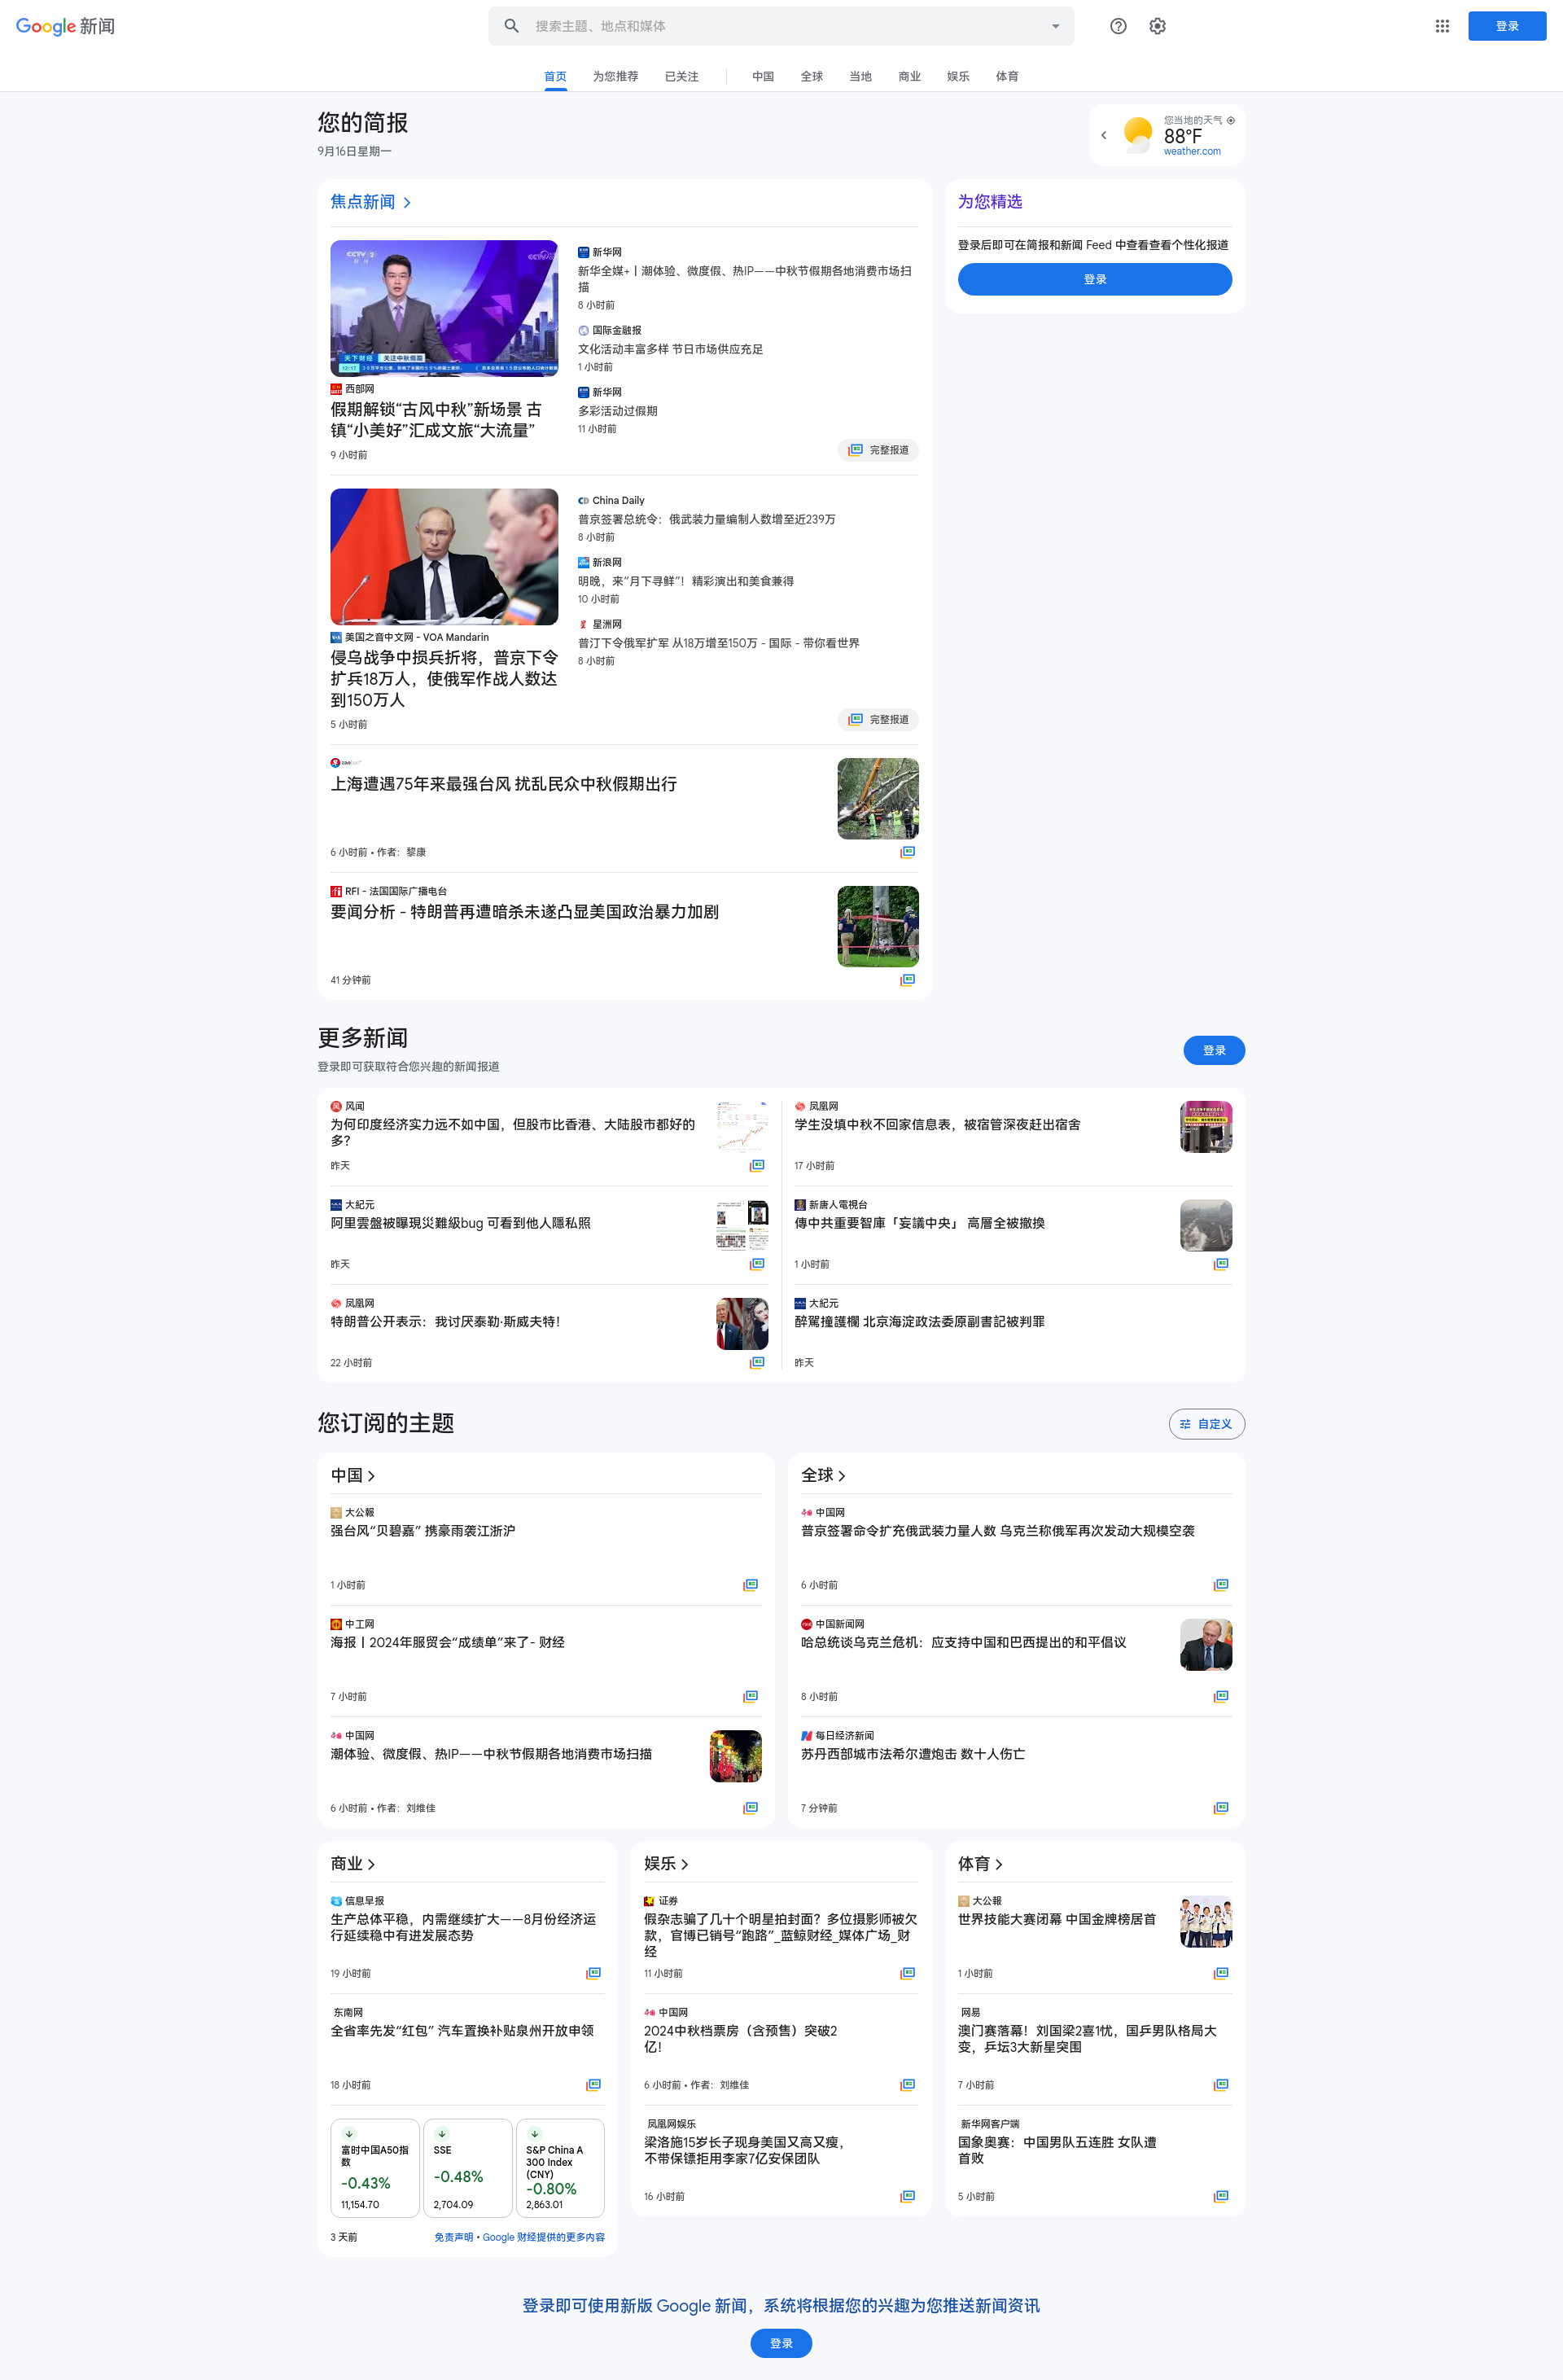 Google 新闻
搜索主题、地点和媒体
登录
首页
为您推荐
已关注
中国
全球
当地
商业
娱乐
体育
您的简报
9月16日星期一
您当地的天气
88°F
weather.com
焦点新闻
西部网
假期解锁“古风中秋”新场景 古
镇“小美好”汇成文旅“大流量”
9 小时前
新华网
新华全媒+丨潮体验、微度假、热IP——中秋节假期各地消费市场扫
描
8 小时前
国际金融报
文化活动丰富多样 节日市场供应充足
1 小时前
新华网
多彩活动过假期
11 小时前
完整报道
为您精选
登录后即可在简报和新闻 Feed 中查看查看个性化报道
登录
美国之音中文网 - VOA Mandarin
侵乌战争中损兵折将，普京下令
扩兵18万人，使俄军作战人数达
到150万人
5 小时前
China Daily
普京签署总统令：俄武装力量编制人数增至近239万
8 小时前
新浪网
明晚，来“月下寻鲜”！精彩演出和美食兼得
10 小时前
星洲网
普汀下令俄军扩军 从18万增至150万 - 国际 - 带你看世界
8 小时前
完整报道
上海遭遇75年来最强台风 扰乱民众中秋假期出行
6 小时前 • 作者：黎康
RFI - 法国国际广播电台
要闻分析 - 特朗普再遭暗杀未遂凸显美国政治暴力加剧
41 分钟前
更多新闻
登录即可获取符合您兴趣的新闻报道
登录
风闻
为何印度经济实力远不如中国，但股市比香港、大陆股市都好的
多？
昨天
凤凰网
学生没填中秋不回家信息表，被宿管深夜赶出宿舍
17 小时前
大紀元
阿里雲盤被曝現災難級bug 可看到他人隱私照
昨天
新唐人電視台
傳中共重要智庫「妄議中央」 高層全被撤換
1 小时前
凤凰网
特朗普公开表示：我讨厌泰勒·斯威夫特！
22 小时前
大紀元
醉駕撞護欄 北京海淀政法委原副書記被判罪
昨天
您订阅的主题
自定义
中国
大公報
强台风“贝碧嘉” 携豪雨袭江浙沪
1 小时前
中工网
海报丨2024年服贸会“成绩单”来了- 财经
7 小时前
中国网
潮体验、微度假、热IP——中秋节假期各地消费市场扫描
6 小时前 • 作者：刘维佳
全球
中国网
普京签署命令扩充俄武装力量人数 乌克兰称俄军再次发动大规模空袭
6 小时前
中国新闻网
哈总统谈乌克兰危机：应支持中国和巴西提出的和平倡议
8 小时前
每日经济新闻
苏丹西部城市法希尔遭炮击 数十人伤亡
7 分钟前
商业
信息早报
生产总体平稳，内需继续扩大——8月份经济运
行延续稳中有进发展态势
19 小时前
东南网
全省率先发“红包” 汽车置换补贴泉州开放申领
18 小时前
富时中国A50指
数
-0.43%
11,154.70
SSE
-0.48%
2,704.09
S&P China A
300 Index
(CNY)
-0.80%
2,863.01
3 天前
免责声明 • Google 财经提供的更多内容
娱乐
证券
假杂志骗了几十个明星拍封面？多位摄影师被欠
款，官博已销号“跑路”_蓝鲸财经_媒体广场_财
经
11 小时前
中国网
2024中秋档票房（含预售）突破2
亿！
6 小时前 • 作者：刘维佳
凤凰网娱乐
梁洛施15岁长子现身美国又高又瘦，
不带保镖拒用李家7亿安保团队
16 小时前
体育
大公報
世界技能大赛闭幕 中国金牌榜居首
1 小时前
网易
澳门赛落幕！刘国梁2喜1忧，国乒男队格局大
变，乒坛3大新星突围
7 小时前
新华网客户端
国象奥赛：中国男队五连胜 女队遭
首败
5 小时前
登录即可使用新版 Google 新闻，系统将根据您的兴趣为您推送新闻资讯
登录